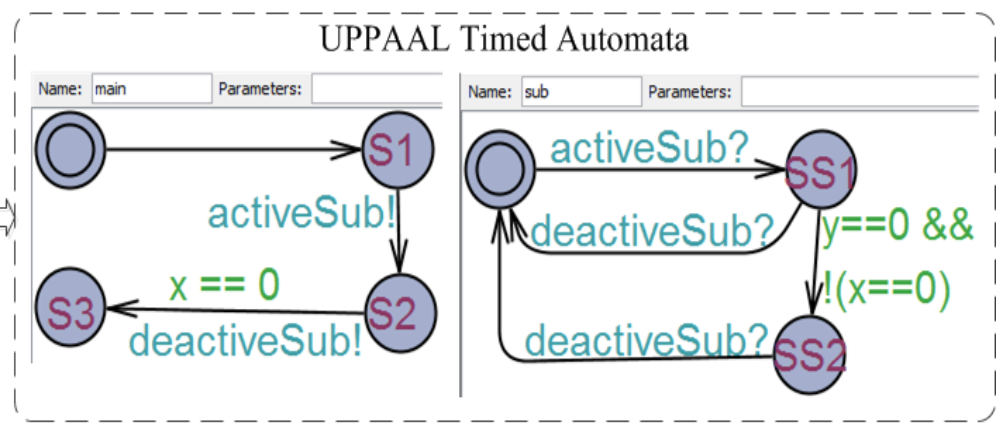 UPPAAL Timed Automata
Name: main Parameters:
S1
activeSub!
x == 0
S3
S2
deactiveSub!
Name: sub Parameters:
activeSub?
SS1
deactiveSub?
y==0 &&
!(x==0)
deactiveSub?
SS2